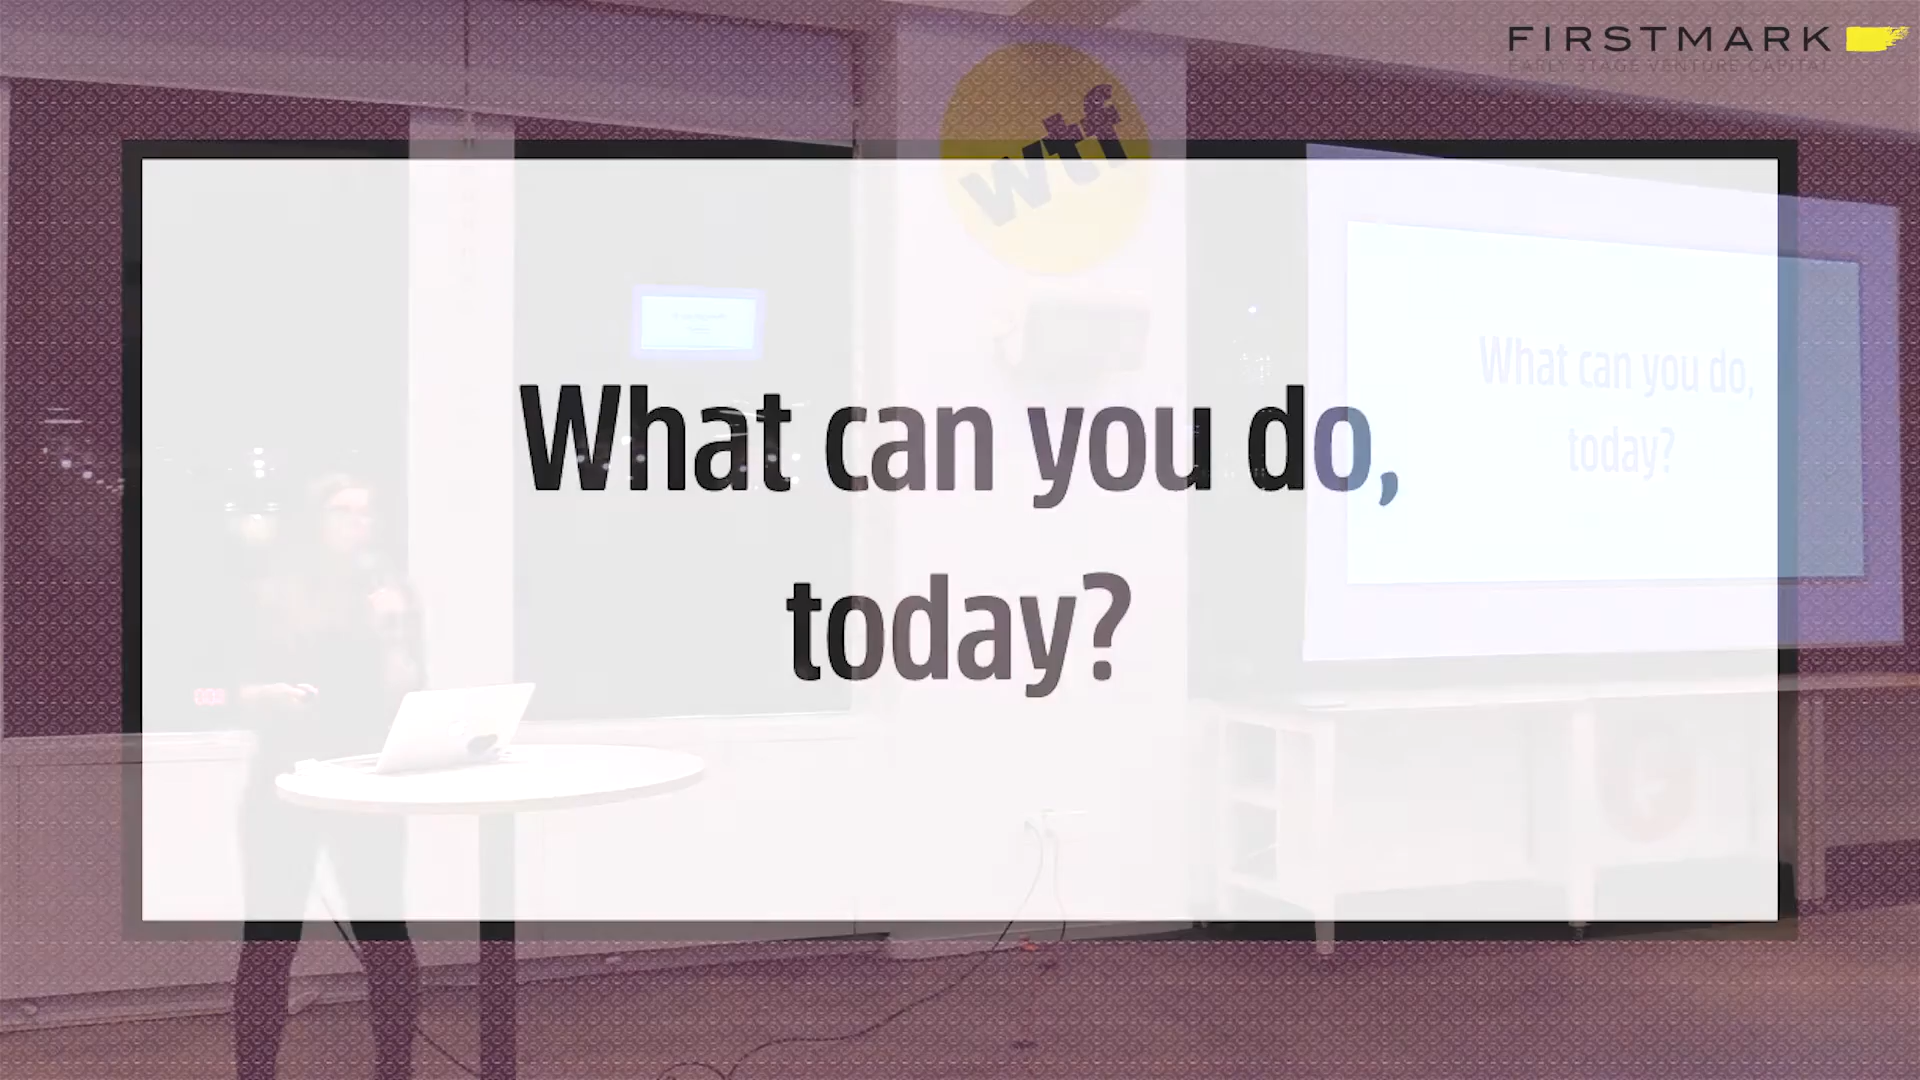 FIRSTMARK
EARLY STAGE VENTURE CAPITAL
wtf
What can you do,
today?
What can you do,
today?